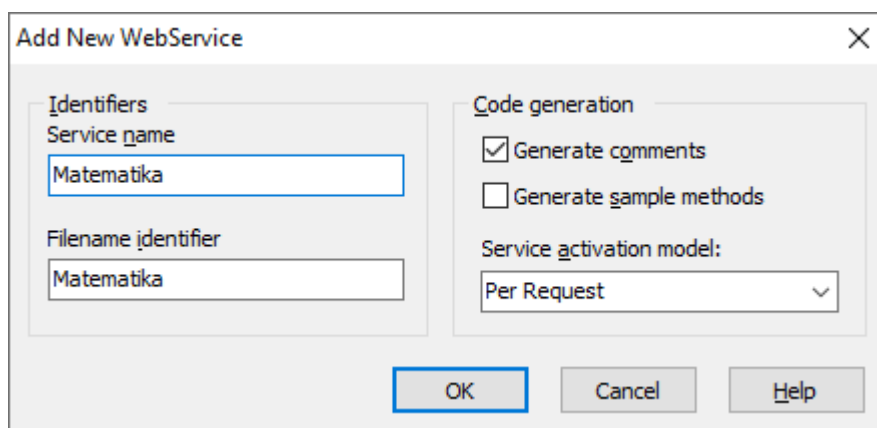 Add New WebService
Identifiers
Service name
Matematika
Filename identifier
Matematika
Code generation
Generate comments
Generate sample methods
Service activation model:
Per Request
OK
Cancel
Help